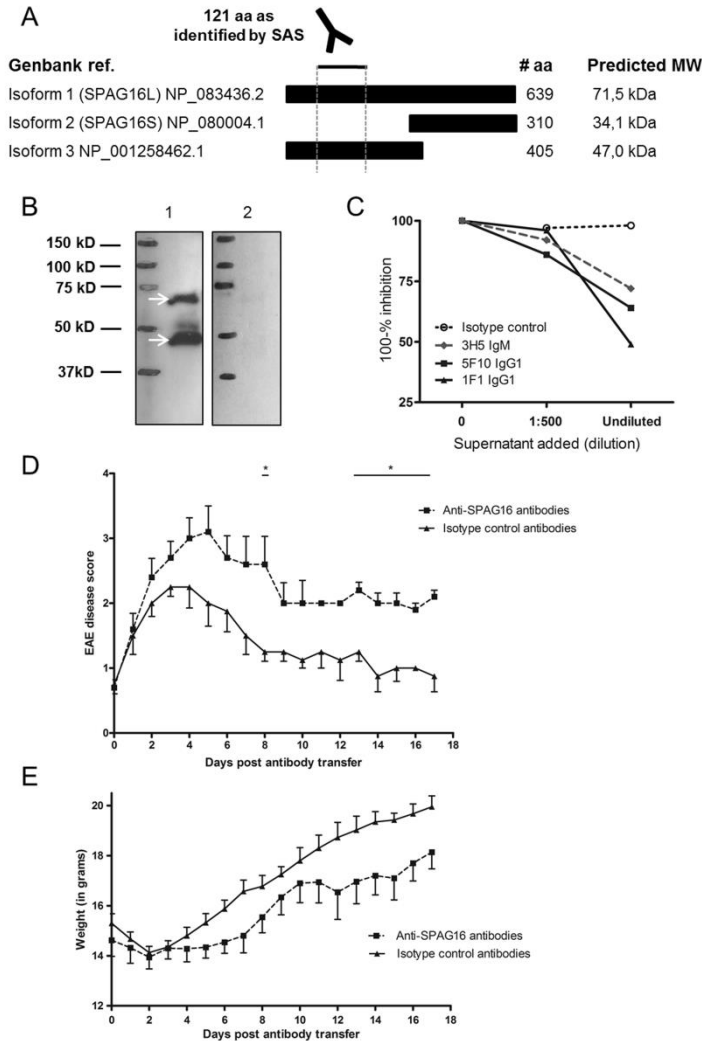 A
121 aa as
identified by SAS
Genbank ref. # aa Predicted MW
Isoform 1 (SPAG16L) NP_083436.2 639 71,5 kDa
Isoform 2 (SPAG16S) NP_080004.1 310 34,1 kDa
Isoform 3 NP_001258462.1 405 47,0 kDa
B
1 2
150 kD
100 kD
75 kD
50 kD
37kD
C
100-% inhibition
100
75
50
25
Isotype control
3H5 IgM
5F10 IgG1
1F1 IgG1
0 1:500 Undiluted
Supernatant added (dilution)
D
* *
EAE disease score
4
3
2
1
0
Anti-SPAG16 antibodies
Isotype control antibodies
0 2 4 6 8 10 12 14 16 18
Days post antibody transfer
E
Weight (in grams)
20
18
16
14
12
Anti-SPAG16 antibodies
Isotype control antibodies
0 2 4 6 8 10 12 14 16 18
Days post antibody transfer